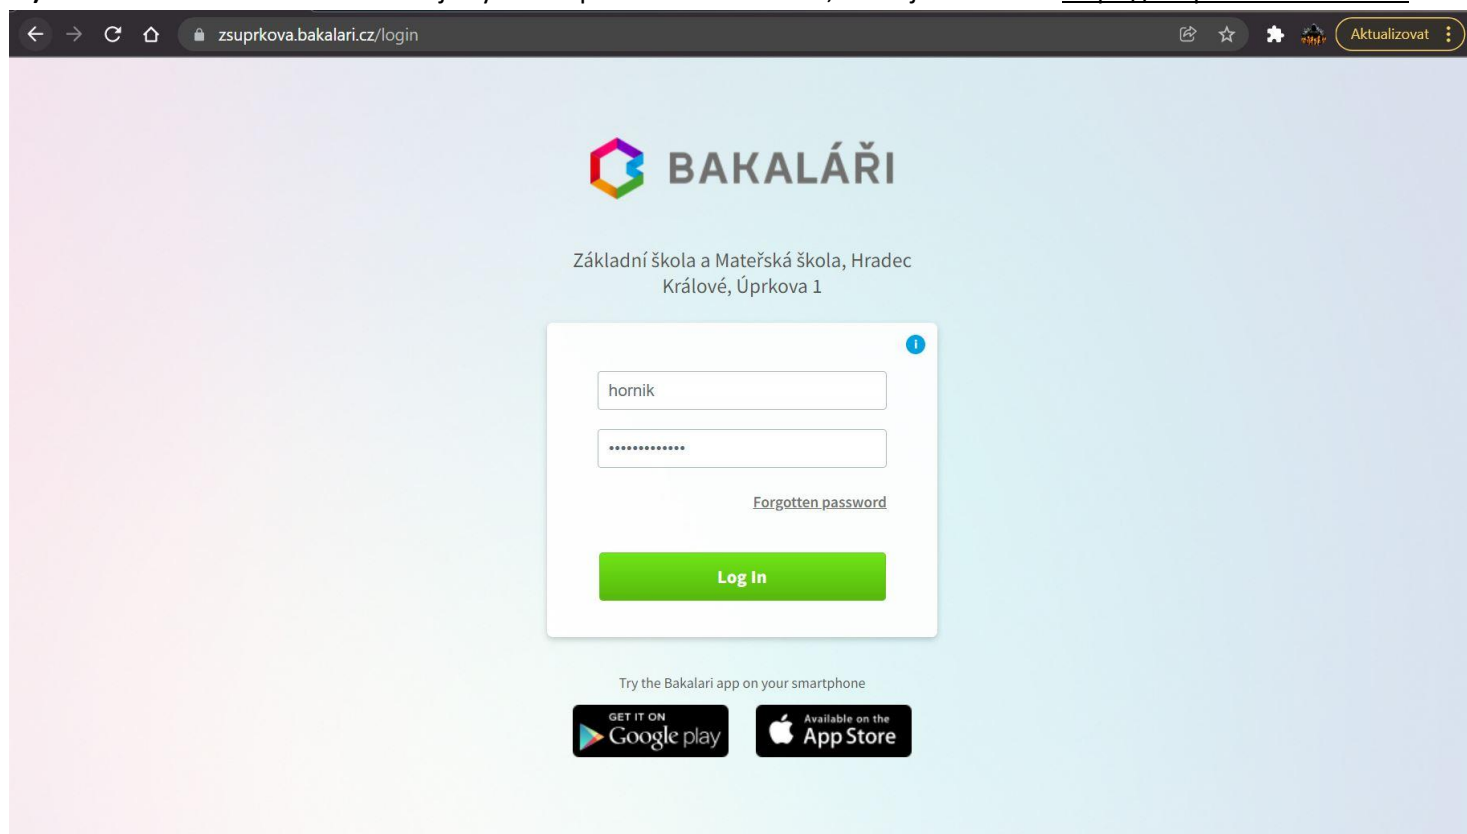 zsuprkova.bakalari.cz/login
Aktualizovat
BAKALÁŘI
Základní škola a Mateřská škola, Hradec
Králové, Úprkova 1
i
hornik
•••••••••••••
Forgotten password
Log In
Try the Bakalari app on your smartphone
GET IT ON
Google play
Available on the
App Store